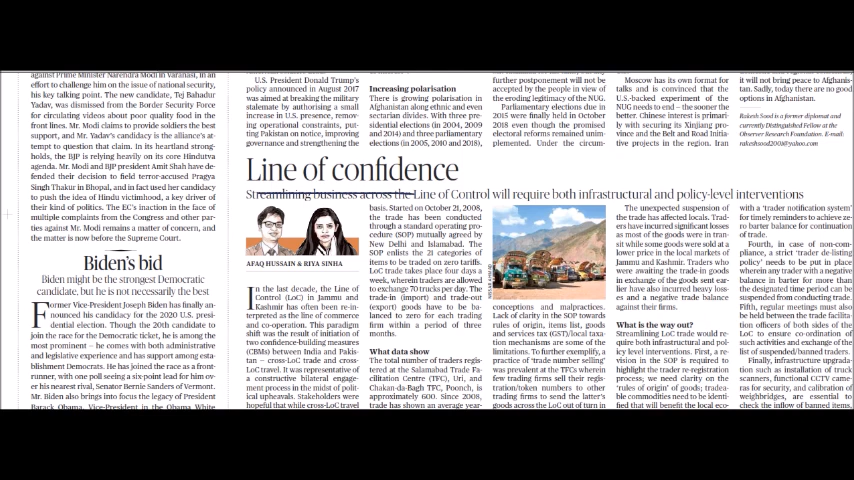 against Prime Minister Narendra Modi in Varanasi, in an
effort to challenge him on the issue of national security,
his key talking point. The new candidate, Tej Bahadur
Yadav, was dismissed from the Border Security Force
for circulating videos about poor quality food in the
front lines. Mr. Modi claims to provide soldiers the best
support, and Mr. Yadav's candidacy is the alliance's at-
tempt to question that claim. In its heartland strong-
holds, the BJP is relying heavily on its core Hindutva
agenda. Mr. Modi and BJP president Amit Shah have de-
fended their decision to field terror-accused Pragya
Singh Thakur in Bhopal, and in fact used her candidacy
to push the idea of Hindu victimhood, a key driver of
their kind of politics. The EC's inaction in the face of
multiple complaints from the Congress and other par-
ties against Mr. Modi remains a matter of concern, and
the matter is now before the Supreme Court.
Biden's bid
Biden might be the strongest Democratic
candidate, but he is not necessarily the best
Former Vice-President Joseph Biden has finally an-
nounced his candidacy for the 2020 U.S. presi-
dential election. Though the 20th candidate to
join the race for the Democratic ticket, he is among the
most prominent – he comes with both administrative
and legislative experience and has support among esta-
blishment Democrats. He has joined the race as a front-
runner, with one poll seeing a six-point lead for him ov-
er his nearest rival, Senator Bernie Sanders of Vermont.
Mr. Biden also brings into focus the legacy of President
Barack Obama. Vice-President in the Obama White
U.S. President Donald Trump's
policy announced in August 2017
was aimed at breaking the military
stalemate by authorising a small
increase in U.S. presence, remov-
ing operational constraints, put-
ting Pakistan on notice, improving
governance and strengthening the
Increasing polarisation
There is growing polarisation in
Afghanistan along ethnic and even
sectarian divides. With three pre-
sidential elections (in 2004, 2009
and 2014) and three parliamentary
elections (in 2005, 2010 and 2018),
further postponement will not be
accepted by the people in view of
the eroding legitimacy of the NUG.
Parliamentary elections due in
2015 were finally held in October
2018 even though the promised
electoral reforms remained unim-
plemented. Under the circum-
Moscow has its own format for
talks and is convinced that the
U.S.-backed experiment of the
NUG needs to end – the sooner the
better. Chinese interest is primari-
ly with securing its Xinjiang pro-
vince and the Belt and Road Initia-
tive projects in the region. Iran
it will not bring peace to Afghanis-
tan. Sadly, today there are no good
options in Afghanistan.
Rakesh Sood is a former diplomat and
currently Distinguished Fellow at the
Observer Research Foundation. E-mail:
rakeshsood2001@yahoo.com
Line of confidence
Streamlining business across the Line of Control will require both infrastructural and policy-level interventions
AFAQ HUSSAIN & RIYA SINHA
In the last decade, the Line of
Control (LoC) in Jammu and
Kashmir has often been re-in-
terpreted as the line of commerce
and co-operation. This paradigm
shift was the result of initiation of
two confidence-building measures
(CBMs) between India and Pakis-
tan – cross-LoC trade and cross-
LoC travel. It was representative of
a constructive bilateral engage-
ment process in the midst of polit-
ical upheavals. Stakeholders were
hopeful that while cross-LoC travel
basis. Started on October 21, 2008,
the trade has been conducted
through a standard operating pro-
cedure (SOP) mutually agreed by
New Delhi and Islamabad. The
SOP enlists the 21 categories of
items to be traded on zero tariffs.
LoC trade takes place four days a
week, wherein traders are allowed
to exchange 70 trucks per day. The
trade-in (import) and trade-out
(export) goods have to be ba-
lanced to zero for each trading
firm within a period of three
months.
What data show
The total number of traders regis-
tered at the Salamabad Trade Fa-
cilitation Centre (TFC), Uri, and
Chakan-da-Bagh TFC, Poonch, is
approximately 600. Since 2008,
trade has shown an average year-
conceptions and malpractices.
Lack of clarity in the SOP towards
rules of origin, items list, goods
and services tax (GST)/local taxa-
tion mechanisms are some of the
limitations. To further exemplify, a
practice of 'trade number selling'
was prevalent at the TFCs wherein
few trading firms sell their regis-
tration/token numbers to other
trading firms to send the latter's
goods across the LoC out of turn in
The unexpected suspension of
the trade has affected locals. Trad-
ers have incurred significant losses
as most of the goods were in tran-
sit while some goods were sold at a
lower price in the local markets of
Jammu and Kashmir. Traders who
were awaiting the trade-in goods
in exchange of the goods sent ear-
lier have also incurred heavy loss-
es and a negative trade balance
against their firms.
What is the way out?
Streamlining LoC trade would re-
quire both infrastructural and po-
licy level interventions. First, a re-
vision in the SOP is required to
highlight the trader re-registration
process; we need clarity on the
'rules of origin' of goods; tradea-
ble commodities need to be identi-
fied that will benefit the local eco-
with a 'trader notification system'
for timely reminders to achieve ze-
ro barter balance for continuation
of trade.
Fourth, in case of non-com-
pliance, a strict 'trader de-listing
policy' needs to be put in place
wherein any trader with a negative
balance in barter for more than
the designated time period can be
suspended from conducting trade.
Fifth, regular meetings must also
be held between the trade facilita-
tion officers of both sides of the
LoC to ensure co-ordination of
such activities and exchange of the
list of suspended/banned traders.
Finally, infrastructure upgrada-
tion such as installation of truck
scanners, functional CCTV came-
ras for security, and calibration of
weighbridges, are essential to
check the inflow of banned items,